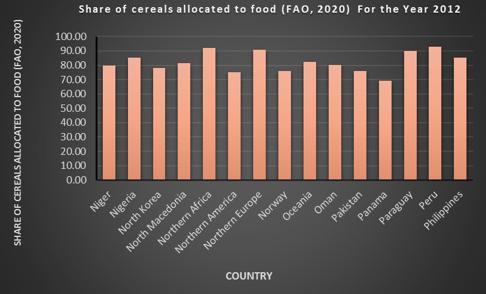 Share of cereals allocated to food (FAO, 2020)  For the Year 2012
SHARE OF CEREALS ALLOCATED TO FOOD (FAO, 2020)
100.00
90.00
80.00
70.00
60.00
50.00
40.00
30.00
20.00
10.00
0.00
Niger
Nigeria
North Korea
North Macedonia
Northern Africa
Northern America
Northern Europe
Norway
Oceania
Oman
Pakistan
Panama
Paraguay
Peru
Philippines
COUNTRY